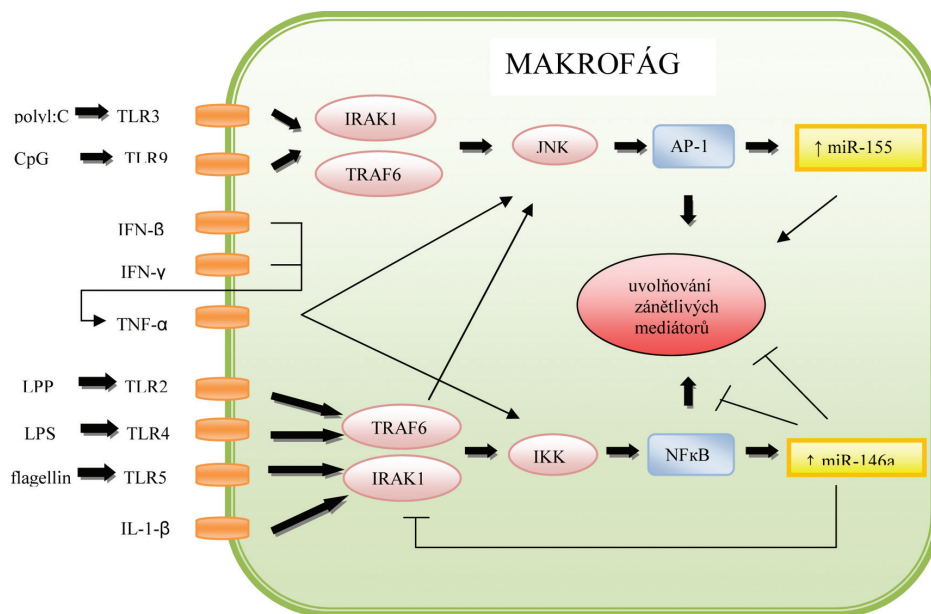 MAKROFÁG
polyI:C
TLR3
CpG
TLR9
IRAK1
TRAF6
JNK
AP-1
↑ miR-155
IFN-β
IFN-γ
TNF-α
uvolňování
zánětlivých
mediátorů
LPP
TLR2
LPS
TLR4
flagellin
TLR5
IL-1-β
TRAF6
IRAK1
IKK
NFκB
↑ miR-146a